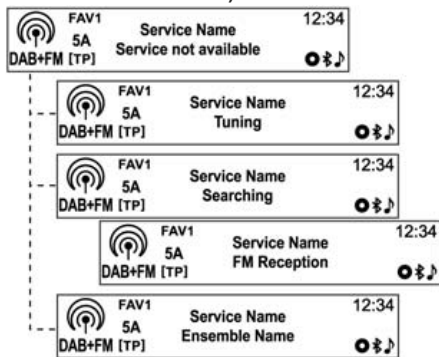 FAV1
Service Name
12:34
5A
Service not available
DAB+FM [TP]
FAV1
Service Name
12:34
5A
Tuning
DAB+FM [TP]
FAV1
Service Name
12:34
5A
Searching
DAB+FM [TP]
FAV1
Service Name
12:34
5A
FM Reception
DAB+FM [TP]
FAV1
Service Name
12:34
5A
Ensemble Name
DAB+FM [TP]